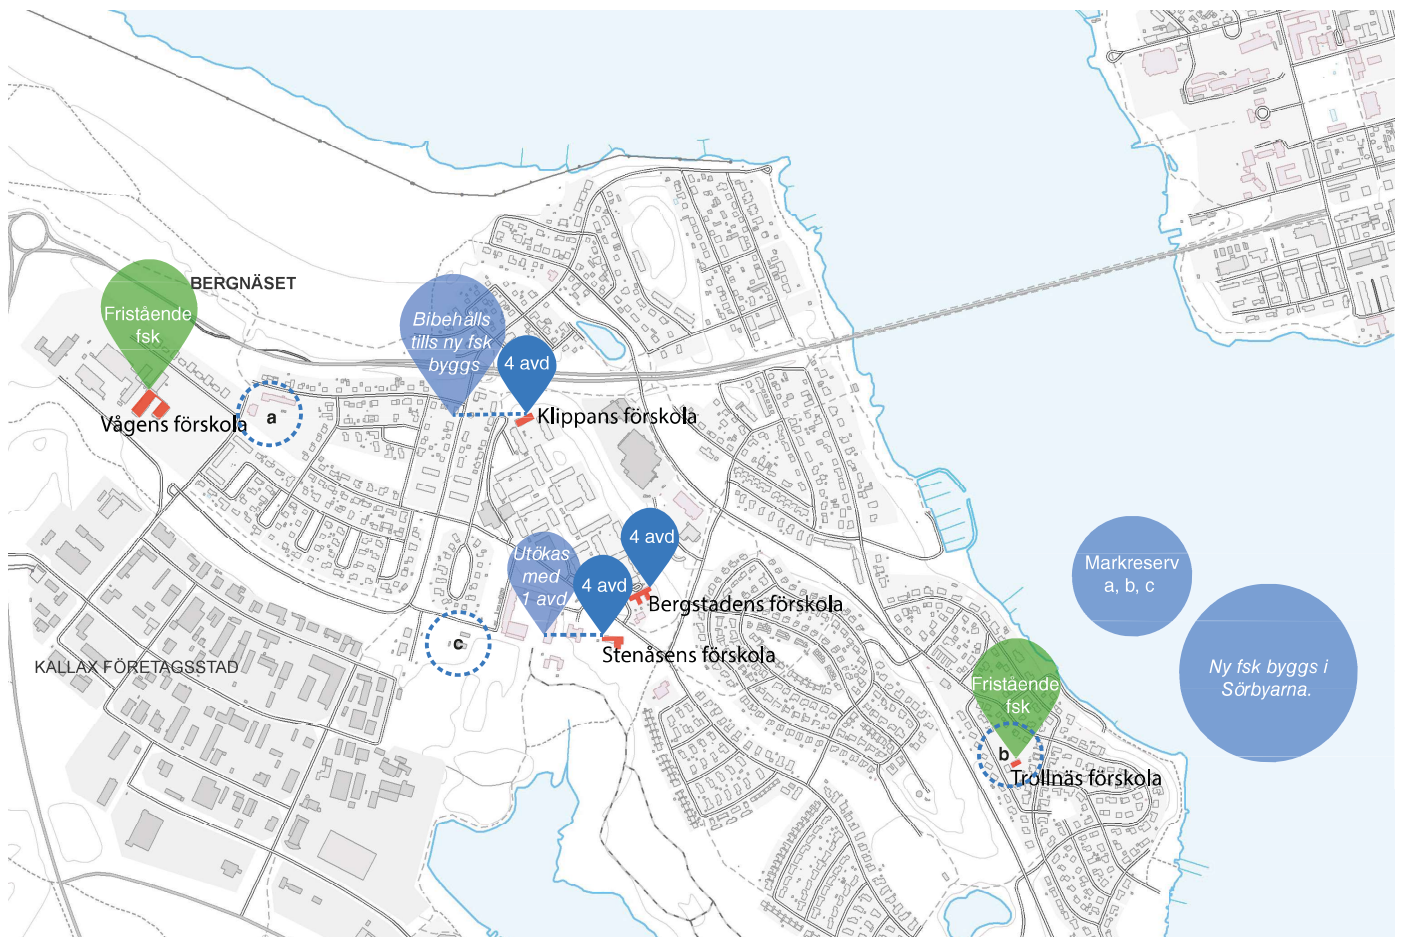 BERGNÄSET
Fristående
fsk
Vågens förskola
a
Bibehålls
tills ny fsk
byggs
4 avd
Klippans förskola
4 avd
Bergstadens förskola
Utökas
med
1 avd
4 avd
Stenåsens förskola
c
KALLAX FÖRETAGSSTAD
Markreserv
a, b, c
Ny fsk byggs i
Sörbyarna.
Fristående
fsk
b
Trollnäs förskola